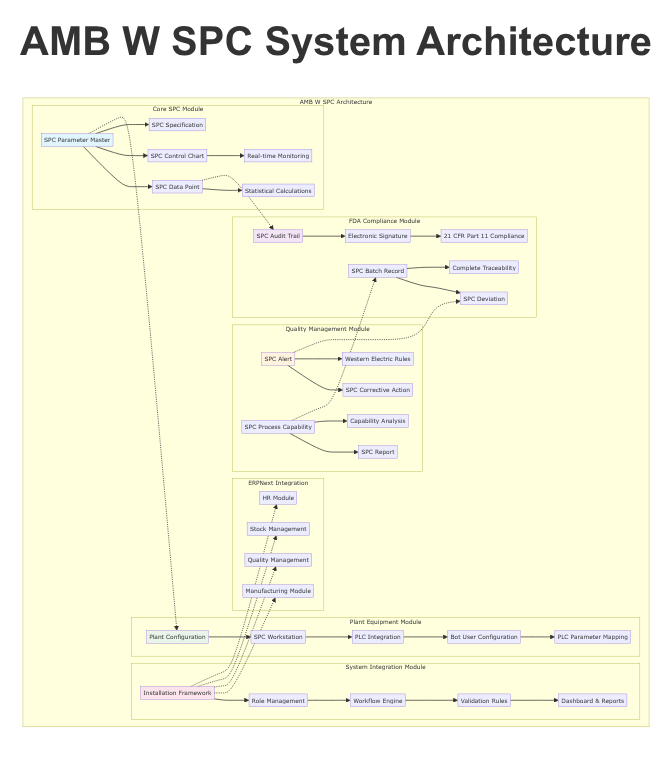 AMB W SPC System Architecture
AMB W SPC Architecture
Core SPC Module
SPC Specification
SPC Parameter Master
SPC Control Chart
Real-time Monitoring
SPC Data Point
Statistical Calculations
FDA Compliance Module
SPC Audit Trail
Electronic Signature
21 CFR Part 11 Compliance
SPC Batch Record
Complete Traceability
SPC Deviation
Quality Management Module
SPC Alert
Western Electric Rules
SPC Corrective Action
SPC Process Capability
Capability Analysis
SPC Report
ERPNext Integration
HR Module
Stock Management
Quality Management
Manufacturing Module
Plant Equipment Module
Plant Configuration
SPC Workstation
PLC Integration
Bot User Configuration
PLC Parameter Mapping
System Integration Module
Installation Framework
Role Management
Workflow Engine
Validation Rules
Dashboard & Reports